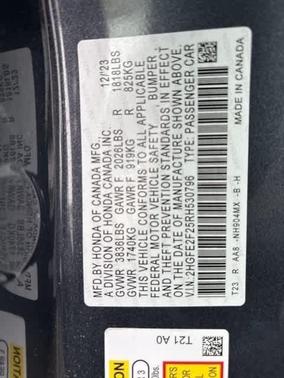 MFD. BY HONDA OF CANADA MFG. 12/'23
A DIVISION OF HONDA CANADA INC.
GVWR 3836LBS GAWR F 2026LBS R 1818LBS
GVWR 1740KG GAWR F 919KG R 825KG
THIS VEHICLE CONFORMS TO ALL APPLICABLE
FEDERAL MOTOR VEHICLE SAFETY, BUMPER,
AND THEFT PREVENTION STANDARDS IN EFFECT
ON THE DATE OF MANUFACTURE SHOWN ABOVE.
V.I.N: 2HGFE2F25RH530796 TYPE: PASSENGER CAR
T23 R AA8 -NH904MX -B -H MADE IN CANADA
T21 A0